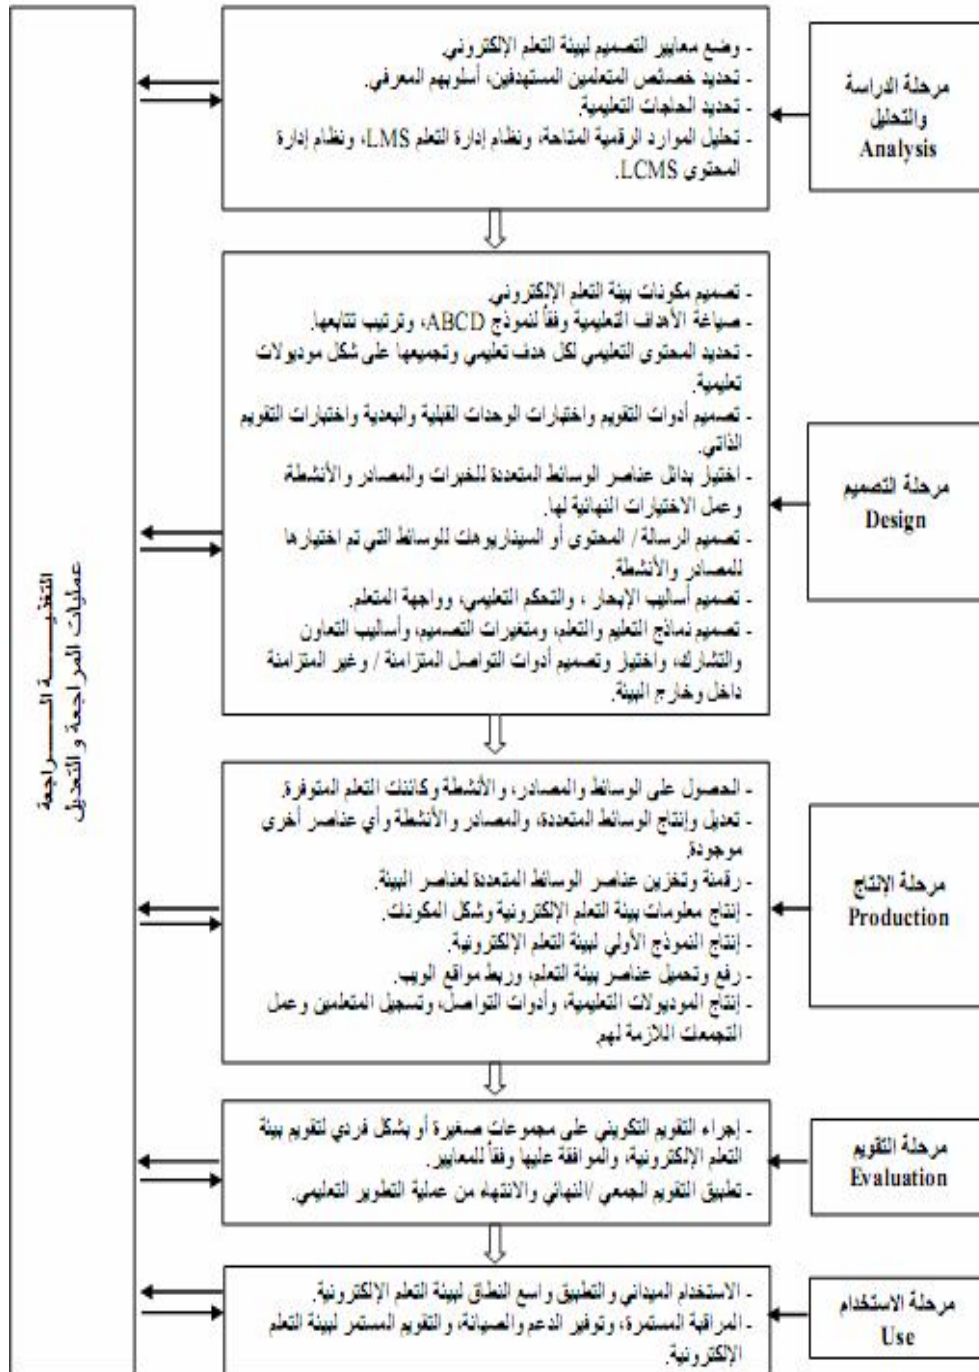 - وضع معايير التصميم لبيئة التعلم الإلكتروني.
- تحديد خصائص المتعلمين المستهدفين، أسلوبهم المعرفي.
- تحديد الحاجات التعليمية.
- تحليل الموارد الرقمية المتاحة، ونظام إدارة التعلم LMS، ونظام إدارة
المحتوي LCMS.
مرحلة الدراسة
والتحليل
Analysis
- تصميم مكونات بيئة التعلم الإلكتروني.
- صياغة الأهداف التعليمية وفقاً لنموذج ABCD، وترتيب تتابعها.
- تحديد المحتوي التعليمي لكل هدف تعليمي وتجميعها على شكل موديولات
تعليمية.
- تصميم أدوات التقويم واختبارات الوحدات القبلية والبعدية واختبارات التقويم
الذاتي.
- اختيار بدائل عناصر الوسائط المتعددة للخبرات والمصادر والأنشطة،
وعمل الاختيارات النهائية لها.
- تصميم الرسالة / المحتوي أو السيناريوهات للوسائط التي تم اختيارها
للمصادر والأنشطة.
- تصميم أساليب الإبحار ، والتحكم التعليمي، وواجهة المتعلم.
- تصميم نماذج التعليم والتعلم، ومتغيرات التصميم، وأساليب التعاون
والتشارك، واختيار وتصميم أدوات التواصل المتزامنة / وغير المتزامنة
داخل وخارج البيئة.
مرحلة التصميم
Design
- الحصول على الوسائط والمصادر، والأنشطة وكائنات التعلم المتوفرة.
- تعديل وإنتاج الوسائط المتعددة، والمصادر والأنشطة وأي عناصر أخري
موجودة.
- رقمنة وتخزين عناصر الوسائط المتعددة لعناصر البيئة.
- إنتاج معلومات بيئة التعلم الإلكترونية وشكل المكونات.
- إنتاج النموذج الأولي لبيئة التعلم الإلكترونية.
- رفع وتحميل عناصر بيئة التعلم، وربط مواقع الويب.
- إنتاج الموديولات التعليمية، وأدوات التواصل، وتسجيل المتعلمين وعمل
التجمعات اللازمة لهم.
مرحلة الإنتاج
Production
- إجراء التقويم التكويني على مجموعات صغيرة أو بشكل فردي لتقويم بيئة
التعلم الإلكترونية، والموافقة عليها وفقاً للمعايير.
- تطبيق التقويم الجمعي /النهائي والانتهاء من عملية التطوير التعليمي.
مرحلة التقويم
Evaluation
- الاستخدام الميداني والتطبيق واسع النطاق لبيئة التعلم الإلكترونية.
- المراقبة المستمرة، وتوفير الدعم والصيانة، والتقويم المستمر لبيئة التعلم
الإلكترونية.
مرحلة الاستخدام
Use
التغذيـــــة الـــــراجعة
عمليات المراجعة والتعديل